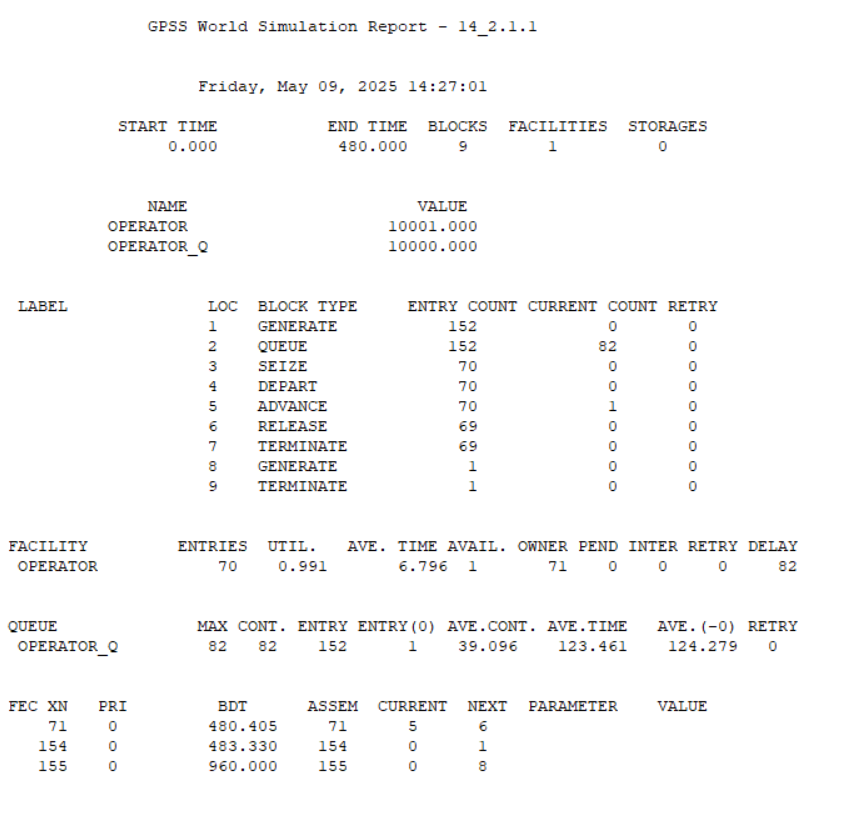 GPSS World Simulation Report - 14_2.1.1
Friday, May 09, 2025 14:27:01
START TIME END TIME BLOCKS FACILITIES STORAGES
0.000 480.000 9 1 0
NAME VALUE
OPERATOR 10001.000
OPERATOR_Q 10000.000
LABEL LOC BLOCK TYPE ENTRY COUNT CURRENT COUNT RETRY
1 GENERATE 152 0 0
2 QUEUE 152 82 0
3 SEIZE 70 0 0
4 DEPART 70 0 0
5 ADVANCE 70 1 0
6 RELEASE 69 0 0
7 TERMINATE 69 0 0
8 GENERATE 1 0 0
9 TERMINATE 1 0 0
FACILITY ENTRIES UTIL. AVE. TIME AVAIL. OWNER PEND INTER RETRY DELAY
OPERATOR 70 0.991 6.796 1 71 0 0 0 82
QUEUE MAX CONT. ENTRY ENTRY(0) AVE.CONT. AVE.TIME AVE.(-0) RETRY
OPERATOR_Q 82 82 152 1 39.096 123.461 124.279 0
FEC XN PRI BDT ASSEM CURRENT NEXT PARAMETER VALUE
71 0 480.405 71 5 6
154 0 483.330 154 0 1
155 0 960.000 155 0 8